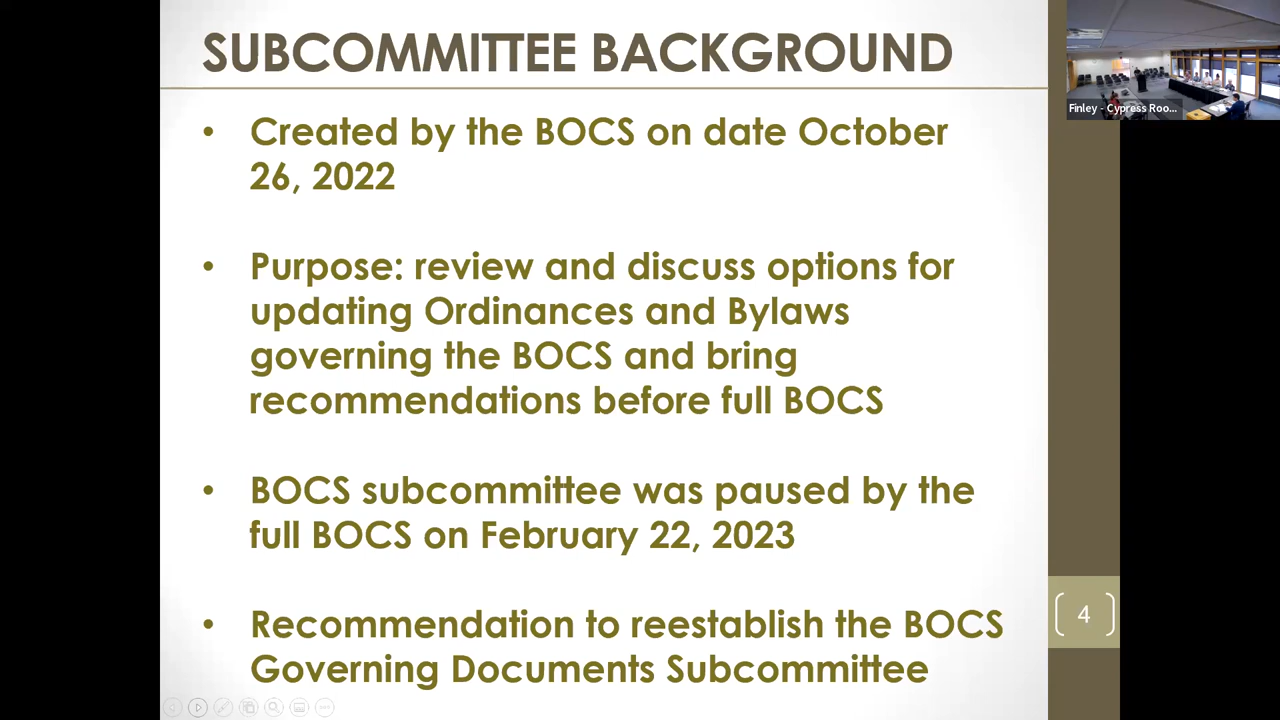 SUBCOMMITTEE BACKGROUND
• Created by the BOCS on date October
26, 2022
• Purpose: review and discuss options for
updating Ordinances and Bylaws
governing the BOCS and bring
recommendations before full BOCS
• BOCS subcommittee was paused by the
full BOCS on February 22, 2023
• Recommendation to reestablish the BOCS
Governing Documents Subcommittee
4
Finley - Cypress Roo...